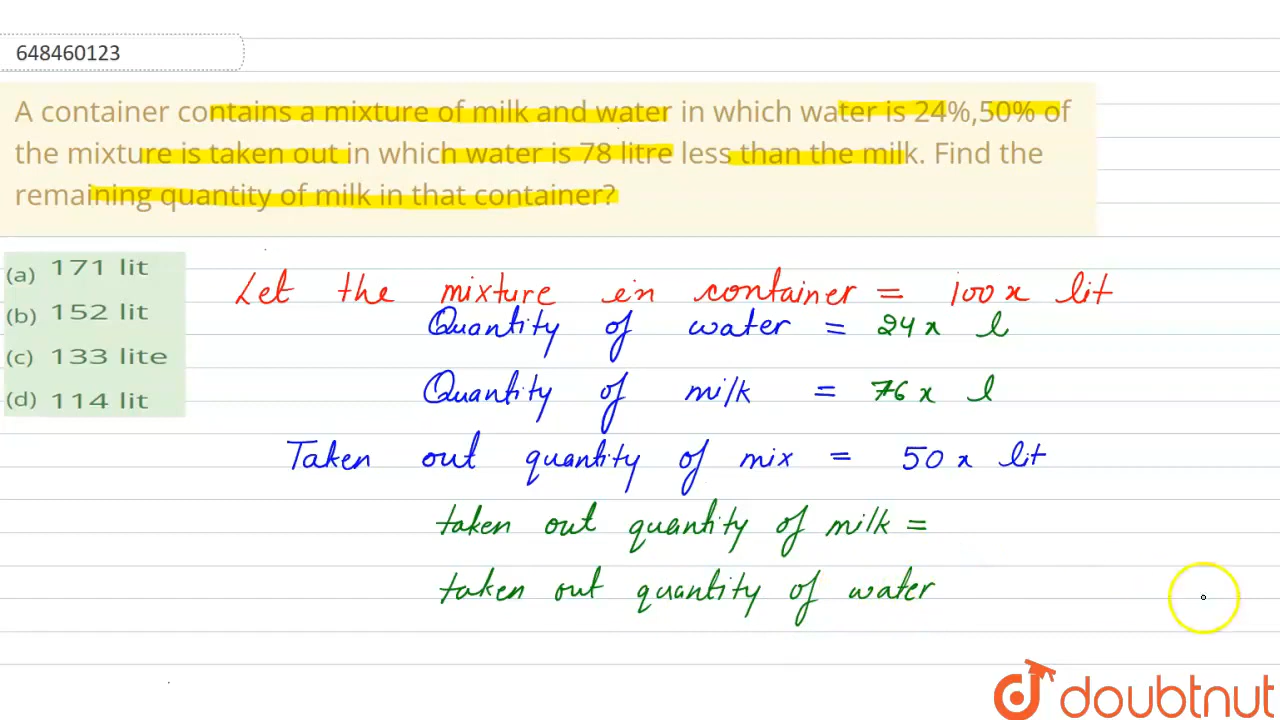 648460123
A container contains a mixture of milk and water in which water is 24%,50% of
the mixture is taken out in which water is 78 litre less than the milk. Find the
remaining quantity of milk in that container?
(a) 171 lit
(b) 152 lit
(c) 133 lite
(d) 114 lit
Let the mixture in container = 100x lit
Quantity of water = 24x l
Quantity of milk = 76x l
Taken out quantity of mix = 50x lit
taken out quantity of milk =
taken out quantity of water
doubtnut